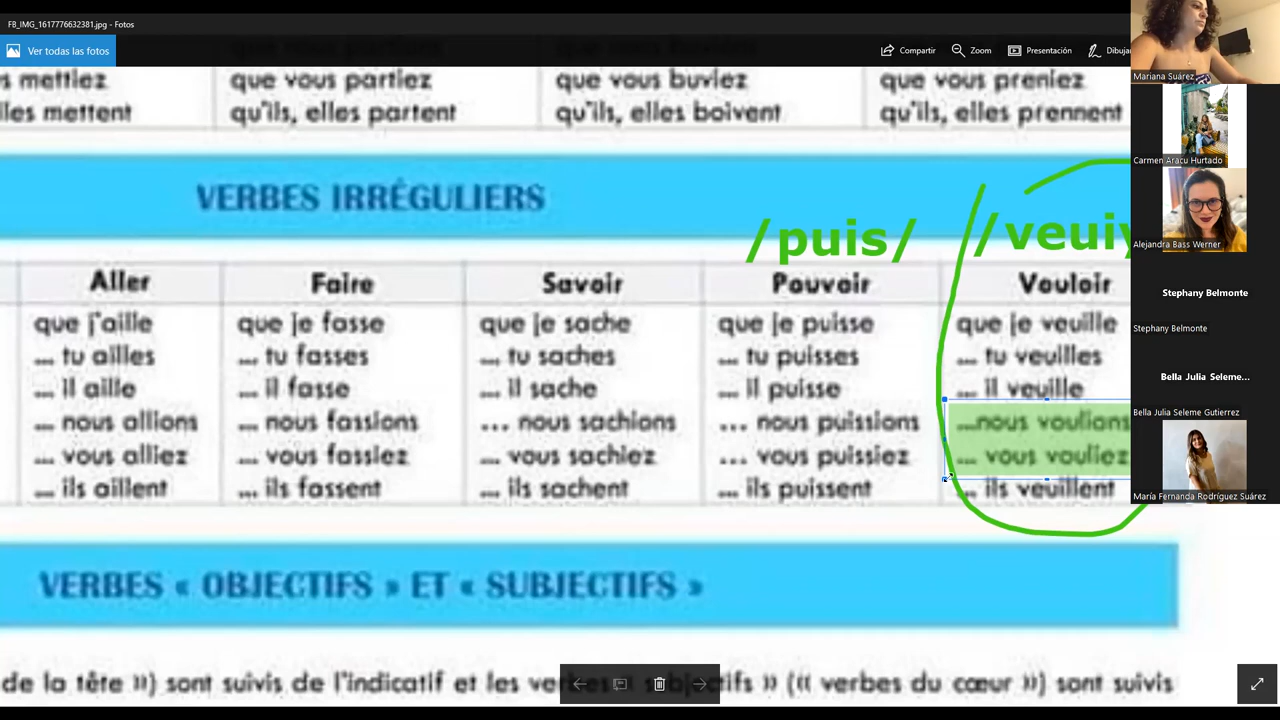 FB_IMG_1617776632381.jpg - Fotos
Ver todas las fotos
Compartir
Zoom
Presentación
Dibujar
mettiez
que vous partiez
que vous buviez
que vous preniez
lles mettent
qu'ils, elles partent
qu'ils, elles boivent
qu'ils, elles prennent
VERBES IRRÉGULIERS
/puis/
/veuiy
Aller
Faire
Savoir
Pouvoir
Vouloir
que j'aille
que je fasse
que je sache
que je puisse
que je veuille
... tu ailles
... tu fasses
... tu saches
... tu puisses
... tu veuilles
... il aille
... il fasse
... il sache
... il puisse
... il veuille
... nous allions
... nous fassions
... nous sachions
... nous puissions
...nous voulions
... vous alliez
... vous fassiez
... vous sachiez
... vous puissiez
... vous vouliez
... ils aillent
... ils fassent
... ils sachent
... ils puissent
... ils veuillent
VERBES « OBJECTIFS » ET « SUBJECTIFS »
de la tête ») sont suivis de l'indicatif et les verbes « subjectifs » (« verbes du cœur ») sont suivis
Mariana Suárez
Carmen Aracu Hurtado
Alejandra Bass Werner
Stephany Belmonte
Stephany Belmonte
Bella Julia Seleme...
Bella Julia Seleme Gutierrez
María Fernanda Rodríguez Suárez